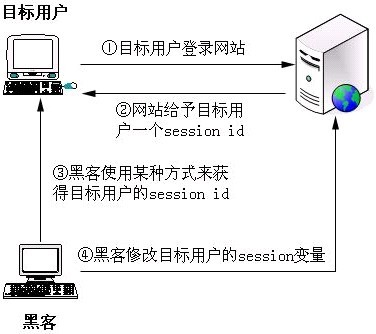 目标用户
①目标用户登录网站
②网站给予目标用
户一个session id
③黑客使用某种方式来获
得目标用户的session id
④黑客修改目标用户的session变量
黑客